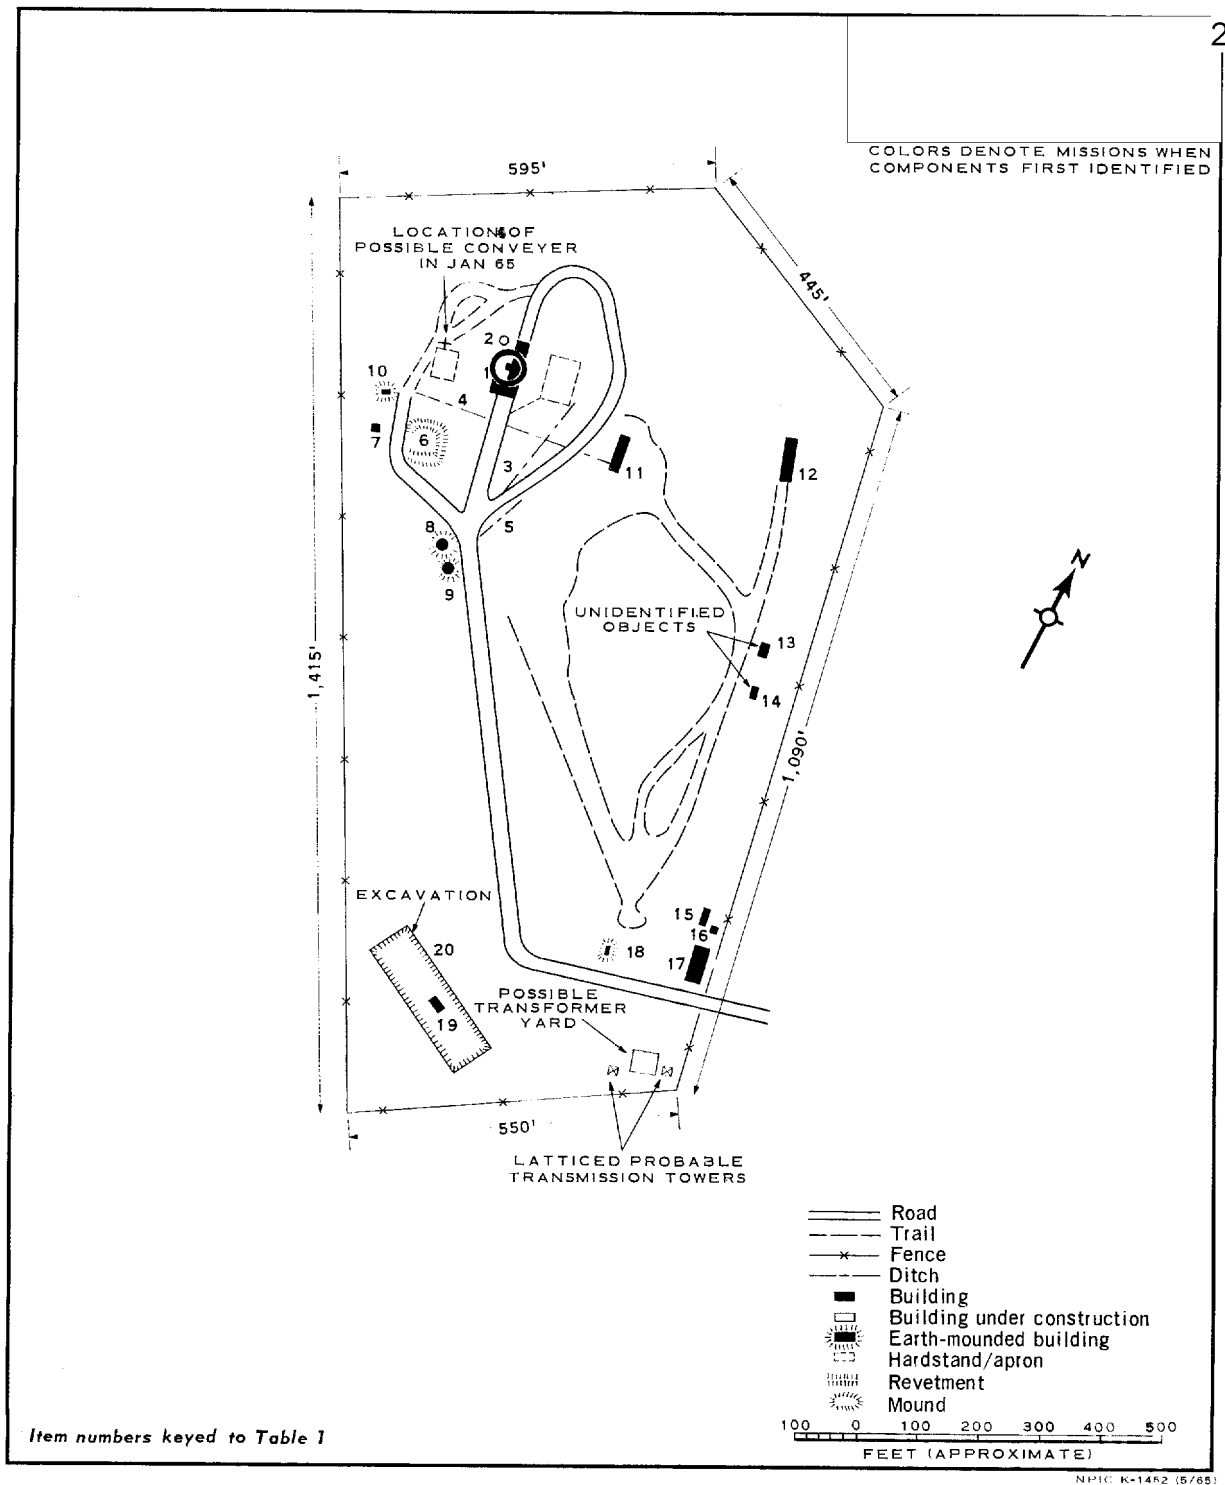 2
COLORS DENOTE MISSIONS WHEN
COMPONENTS FIRST IDENTIFIED
595'
445'
LOCATION OF
POSSIBLE CONVEYER
IN JAN 65
2
1
10
4
7
6
3
11
12
8
5
9
N
UNIDENTIFIED
OBJECTS
13
14
1,415'
1,090'
EXCAVATION
15
16
20
18
17
POSSIBLE
TRANSFORMER
YARD
19
550'
LATTICED PROBABLE
TRANSMISSION TOWERS
Road
Trail
Fence
Ditch
Building
Building under construction
Earth-mounded building
Hardstand/apron
Revetment
Mound
100 0 100 200 300 400 500
FEET (APPROXIMATE)
Item numbers keyed to Table 1
NPIC K-1462 (5/65)